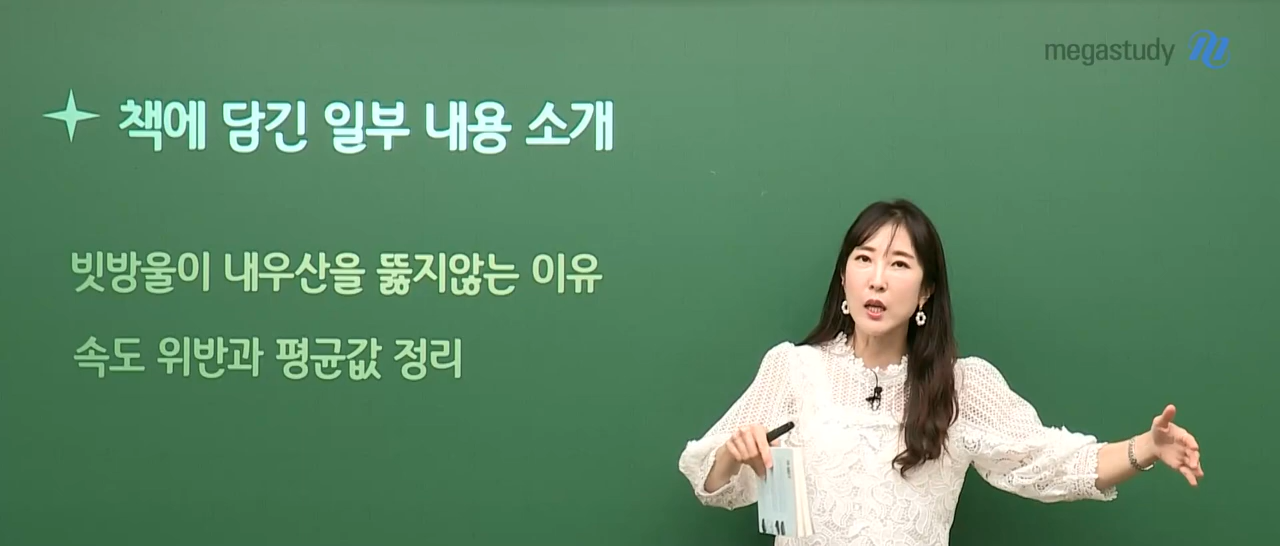 megastudy
책에 담긴 일부 내용 소개
빗방울이 내우산을 뚫지않는 이유
속도 위반과 평균값 정리